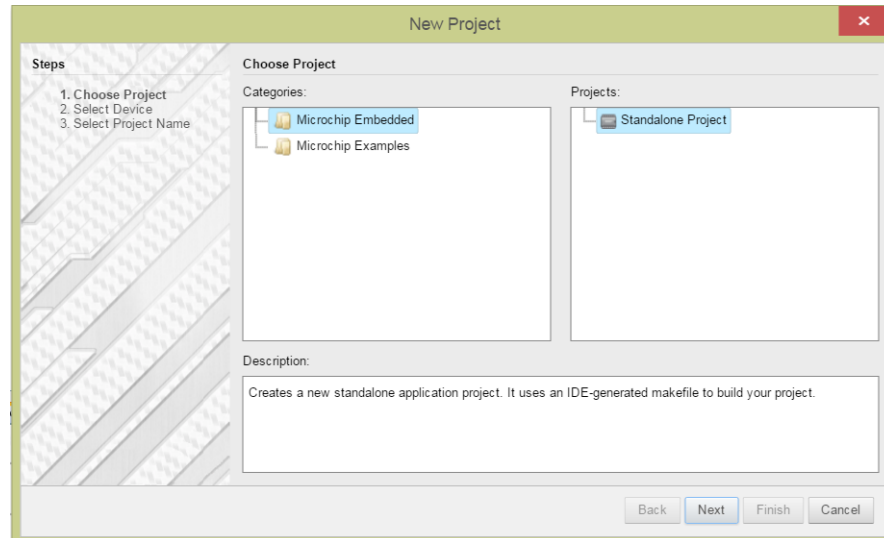 New Project
Steps
1. Choose Project
2. Select Device
3. Select Project Name
Choose Project
Categories:
Microchip Embedded
Microchip Examples
Projects:
Standalone Project
Description:
Creates a new standalone application project. It uses an IDE-generated makefile to build your project.
Back
Next
Finish
Cancel